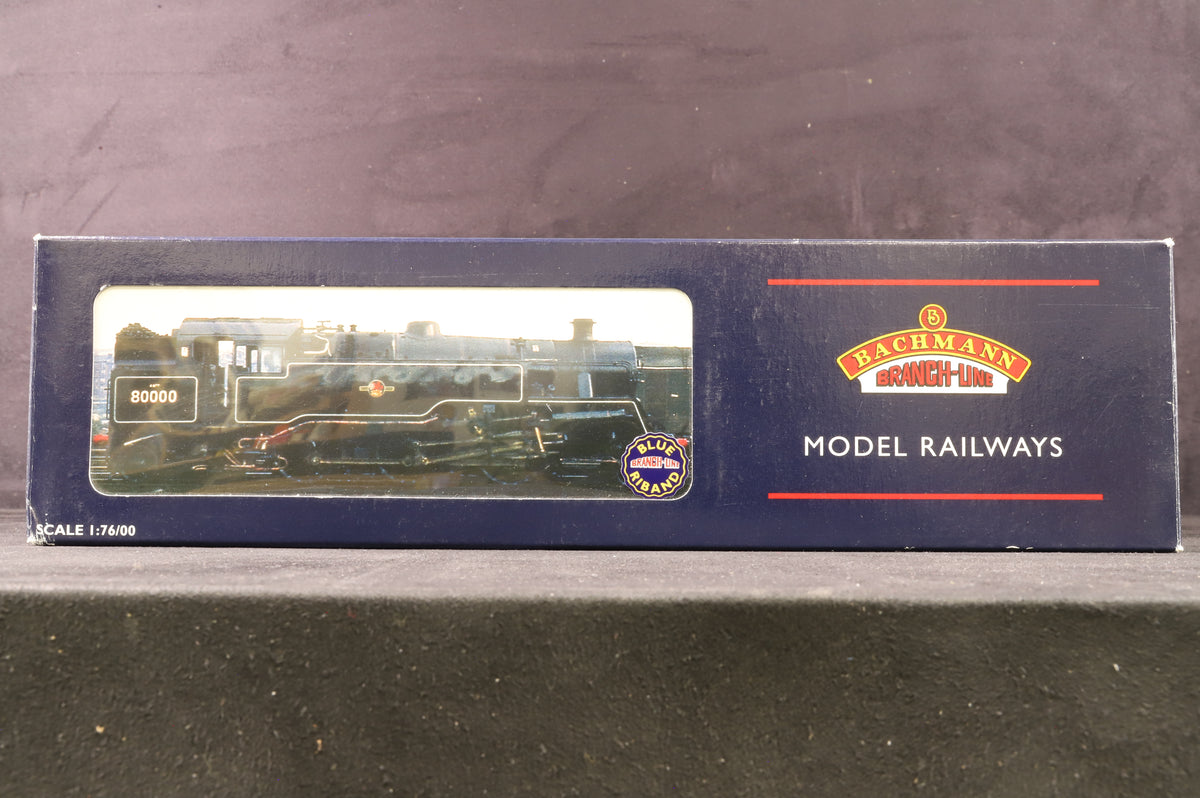 80000
BLUE
BRANCH-LINE
RIBAND
SCALE 1:76/00
B
BACHMANN
BRANCH-LINE
MODEL RAILWAYS